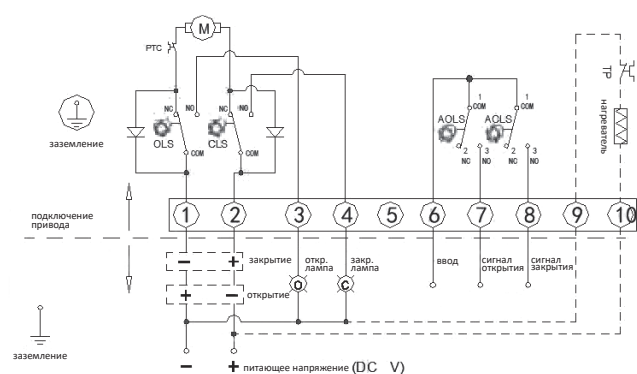 M
PTC
NC NO NC NO
OLS CLS
COM COM
заземление
1 1
COM COM
AOLS AOLS
2 3 2 3
NC NO NC NO
TP
нагреватель
подключение
привода
1 2 3 4 5 6 7 8 9 10
− + закрытие
+ − открытие
откр.
лампа
закр.
лампа
O C
ввод
сигнал
открытия
сигнал
закрытия
заземление
− + питающее напряжение (DC V)